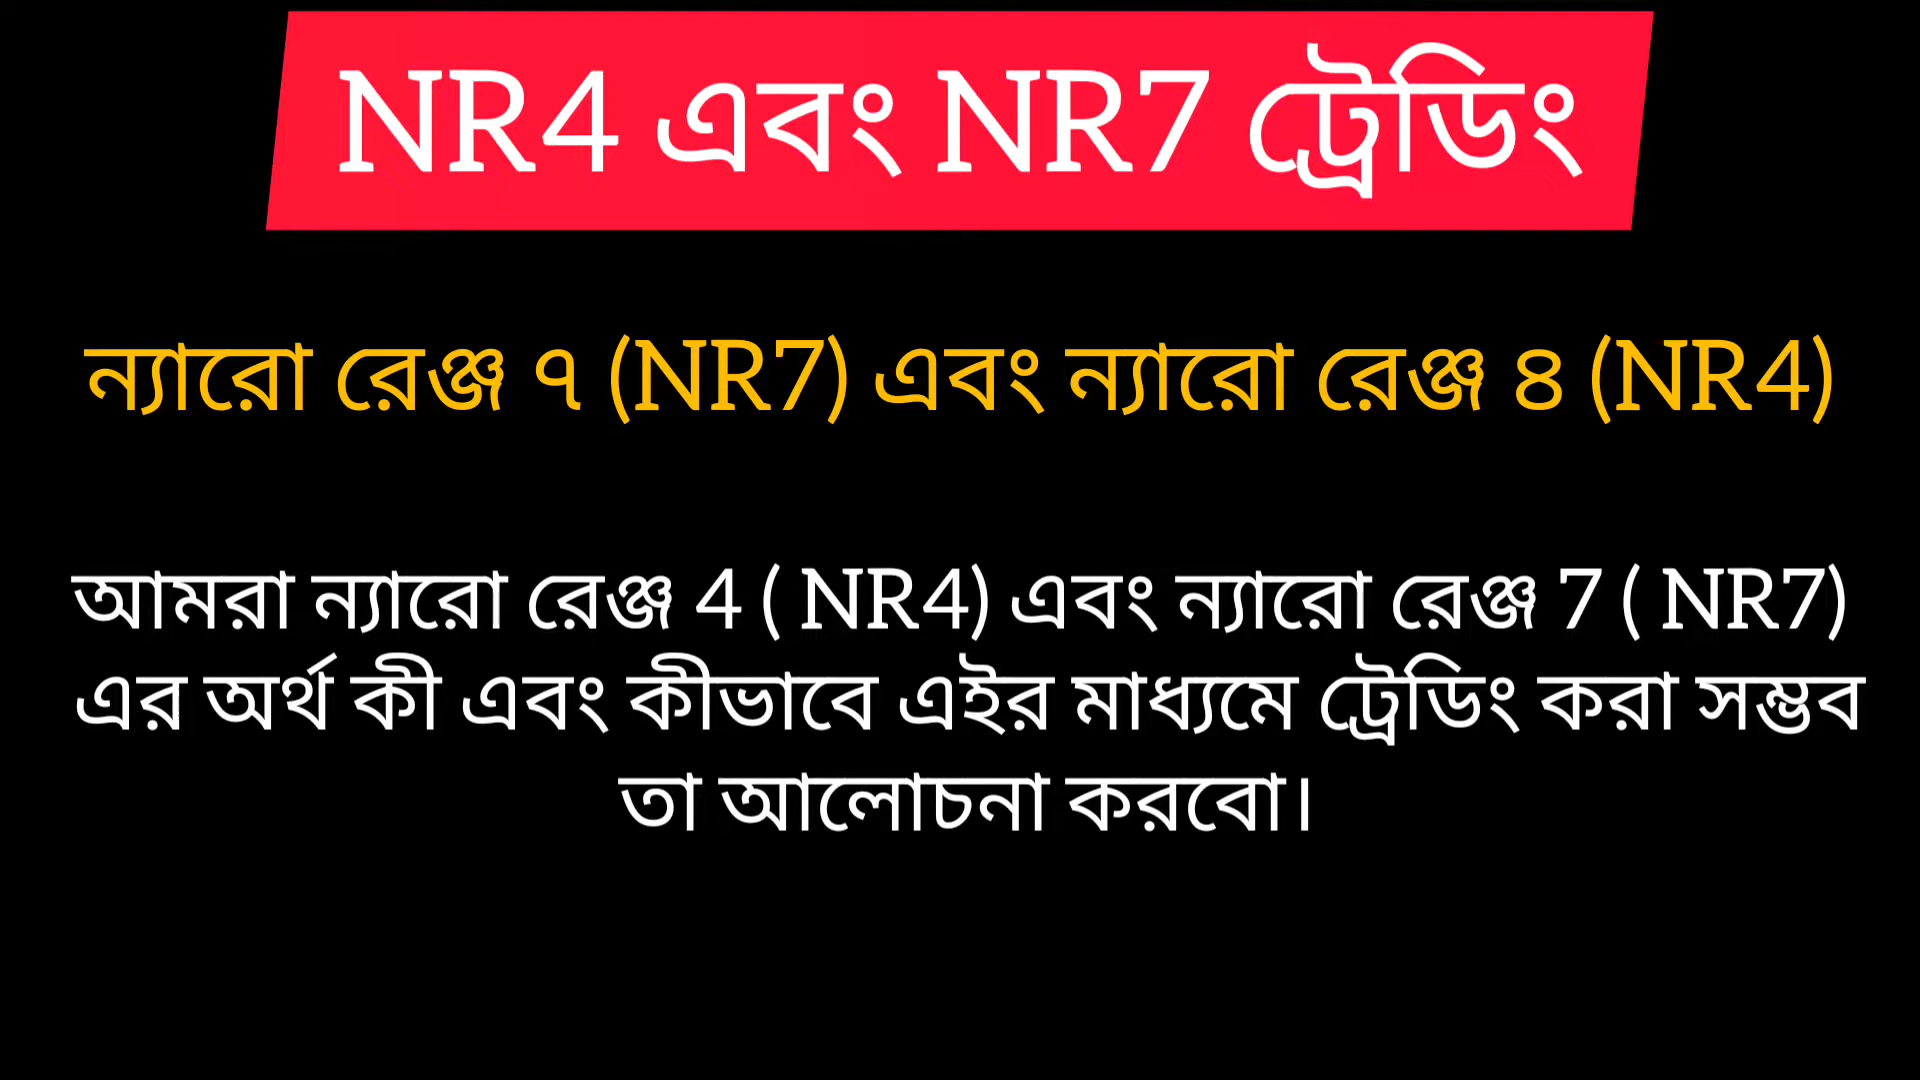 NR4 এবং NR7 ট্রেডিং
ন্যারো রেঞ্জ ৭ (NR7) এবং ন্যারো রেঞ্জ ৪ (NR4)
আমরা ন্যারো রেঞ্জ 4 ( NR4) এবং ন্যারো রেঞ্জ 7 ( NR7)
এর অর্থ কী এবং কীভাবে এইর মাধ্যমে ট্রেডিং করা সম্ভব
তা আলোচনা করবো।